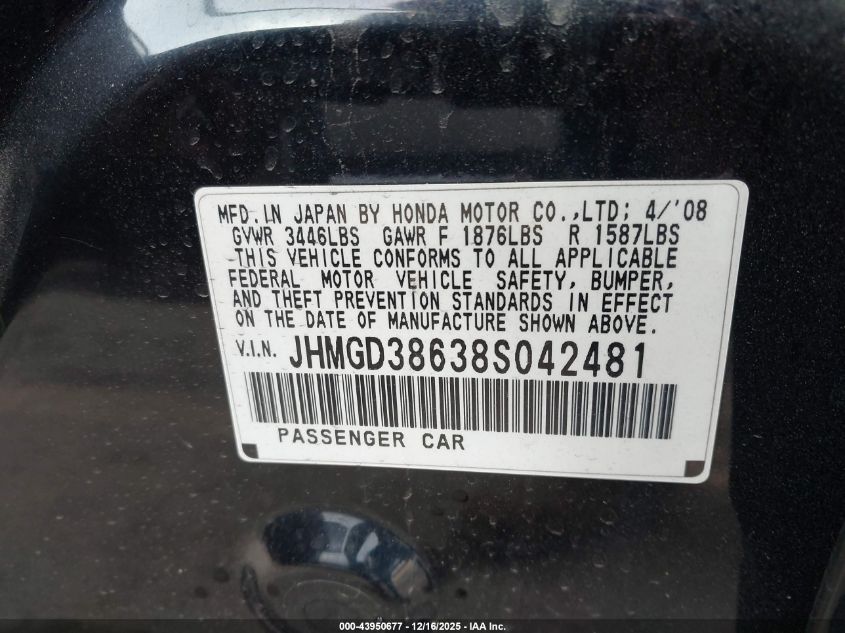 MFD.IN JAPAN BY HONDA MOTOR CO.,LTD; 4/'08
GVWR 3446LBS GAWR F 1876LBS R 1587LBS
THIS VEHICLE CONFORMS TO ALL APPLICABLE
FEDERAL MOTOR VEHICLE SAFETY, BUMPER,
AND THEFT PREVENTION STANDARDS IN EFFECT
ON THE DATE OF MANUFACTURE SHOWN ABOVE.
V.I.N. JHMGD38638S042481
PASSENGER CAR
000-43950677 - 12/16/2025 - IAA Inc.